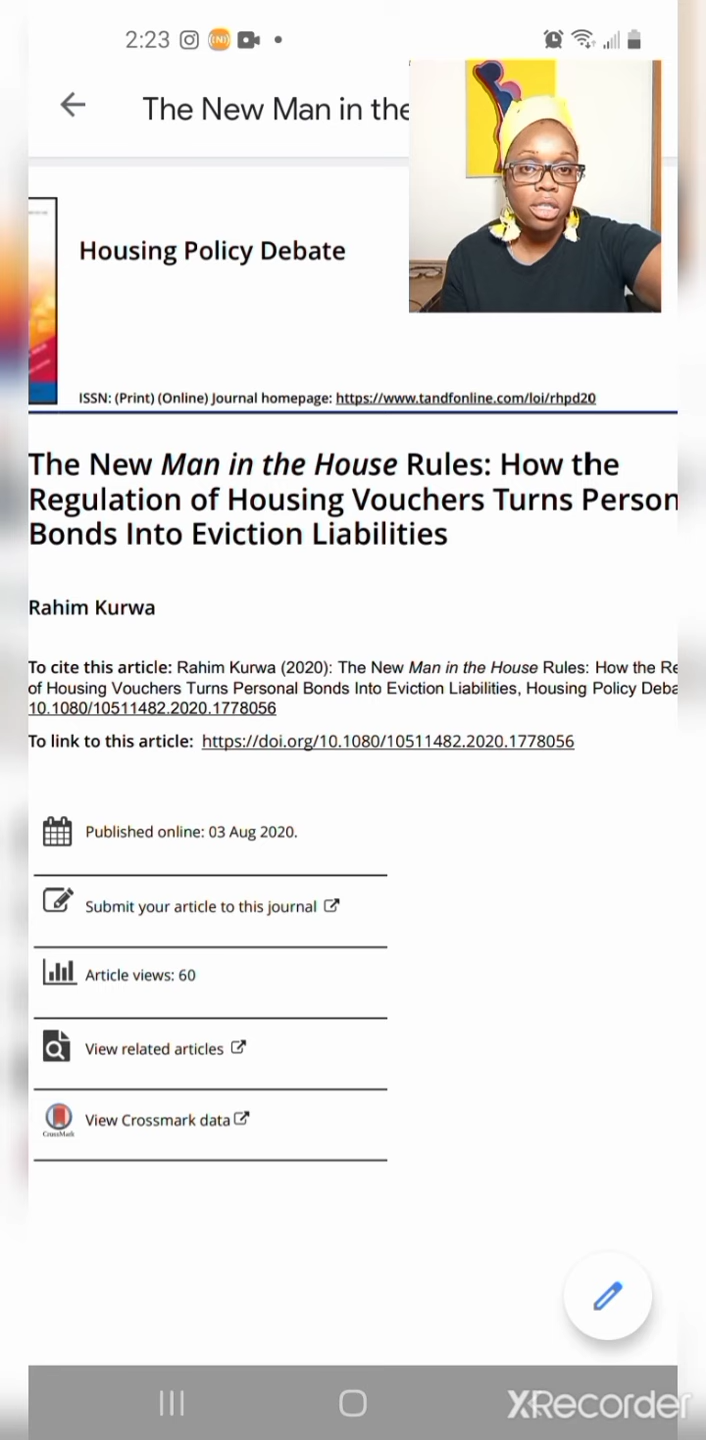 2:23
The New Man in the
Housing Policy Debate
ISSN: (Print) (Online) Journal homepage: https://www.tandfonline.com/loi/rhpd20
The New Man in the House Rules: How the
Regulation of Housing Vouchers Turns Person
Bonds Into Eviction Liabilities
Rahim Kurwa
To cite this article: Rahim Kurwa (2020): The New Man in the House Rules: How the Re
of Housing Vouchers Turns Personal Bonds Into Eviction Liabilities, Housing Policy Deba
10.1080/10511482.2020.1778056
To link to this article: https://doi.org/10.1080/10511482.2020.1778056
Published online: 03 Aug 2020.
Submit your article to this journal
Article views: 60
View related articles
View Crossmark data
CrossMark
XRecorder